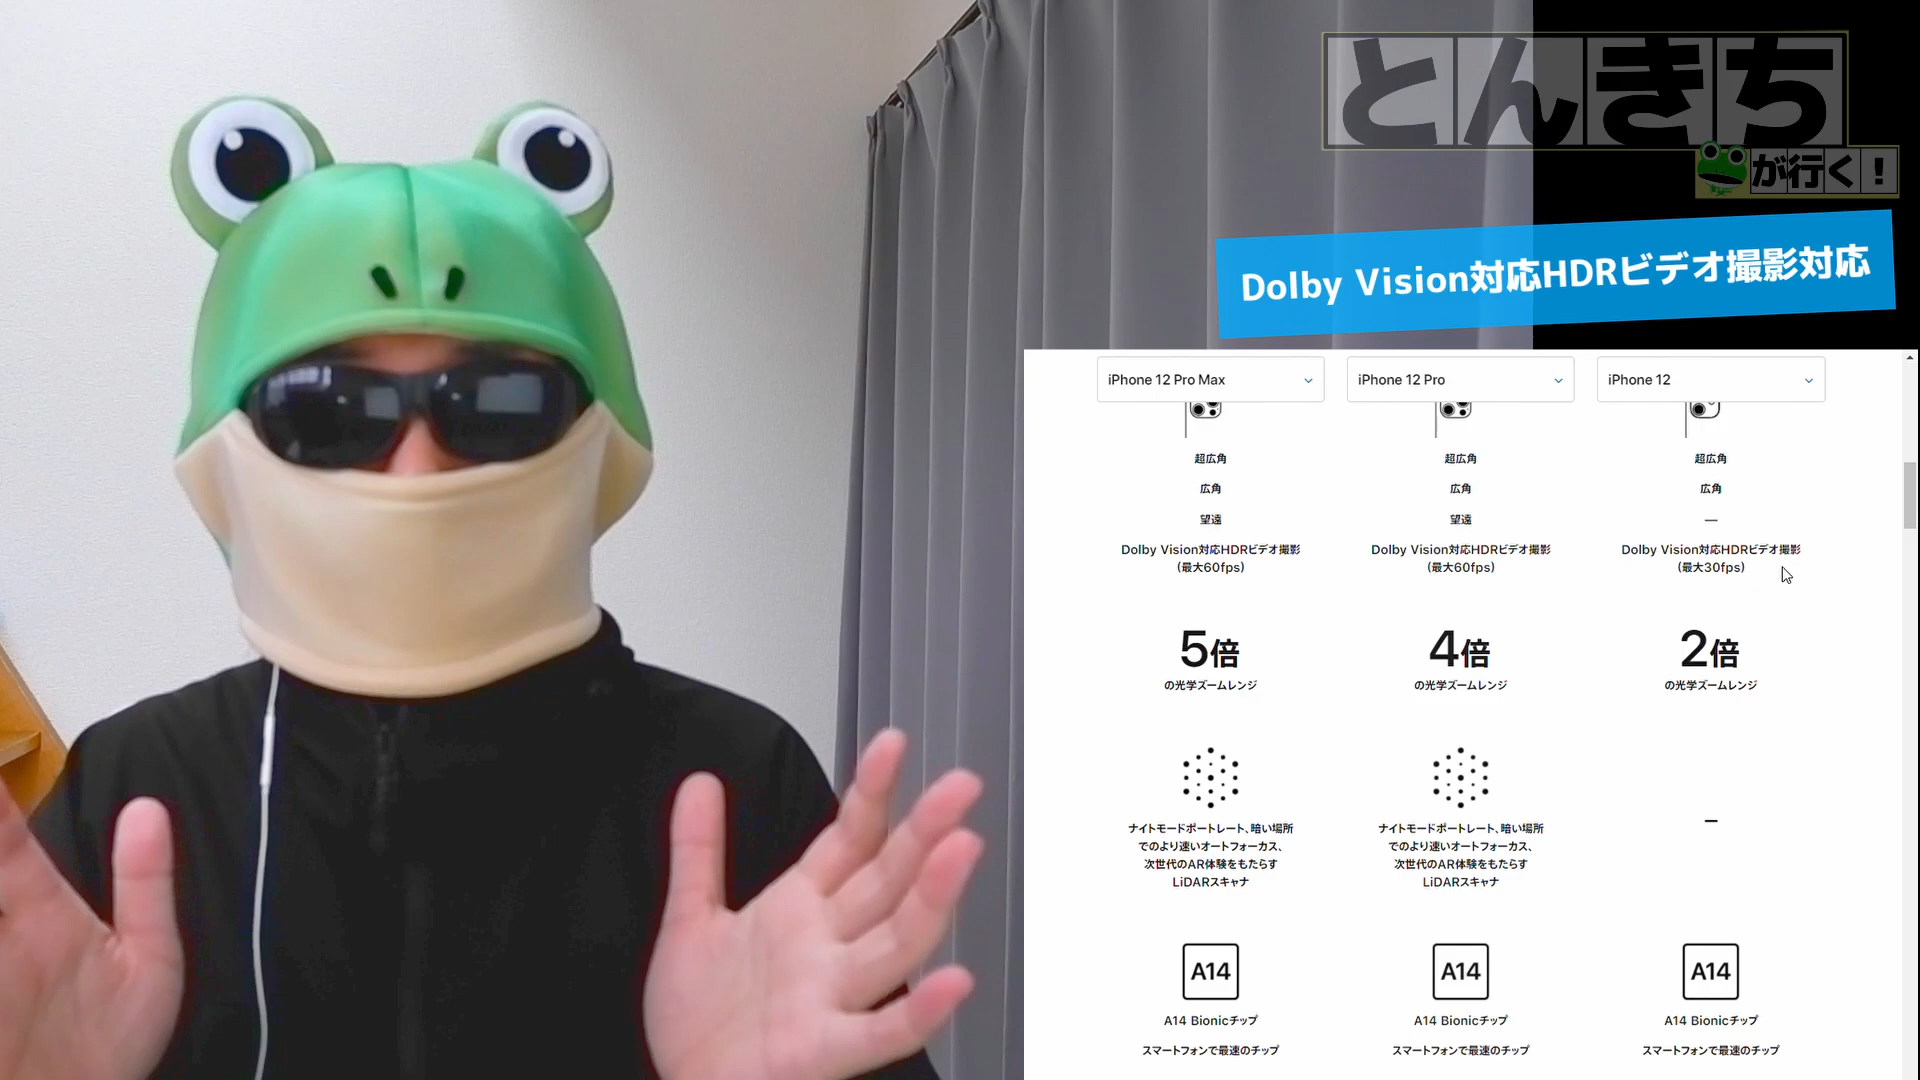 とんきち
が行く!
Dolby Vision対応HDRビデオ撮影対応
iPhone 12 Pro Max
iPhone 12 Pro
iPhone 12
超広角
超広角
超広角
広角
広角
広角
望遠
望遠
—
Dolby Vision対応HDRビデオ撮影
(最大60fps)
Dolby Vision対応HDRビデオ撮影
(最大60fps)
Dolby Vision対応HDRビデオ撮影
(最大30fps)
5倍
の光学ズームレンジ
4倍
の光学ズームレンジ
2倍
の光学ズームレンジ
ナイトモードポートレート、暗い場所
でのより速いオートフォーカス、
次世代のAR体験をもたらす
LiDARスキャナ
ナイトモードポートレート、暗い場所
でのより速いオートフォーカス、
次世代のAR体験をもたらす
LiDARスキャナ
—
A14
A14
A14
A14 Bionicチップ
A14 Bionicチップ
A14 Bionicチップ
スマートフォンで最速のチップ
スマートフォンで最速のチップ
スマートフォンで最速のチップ